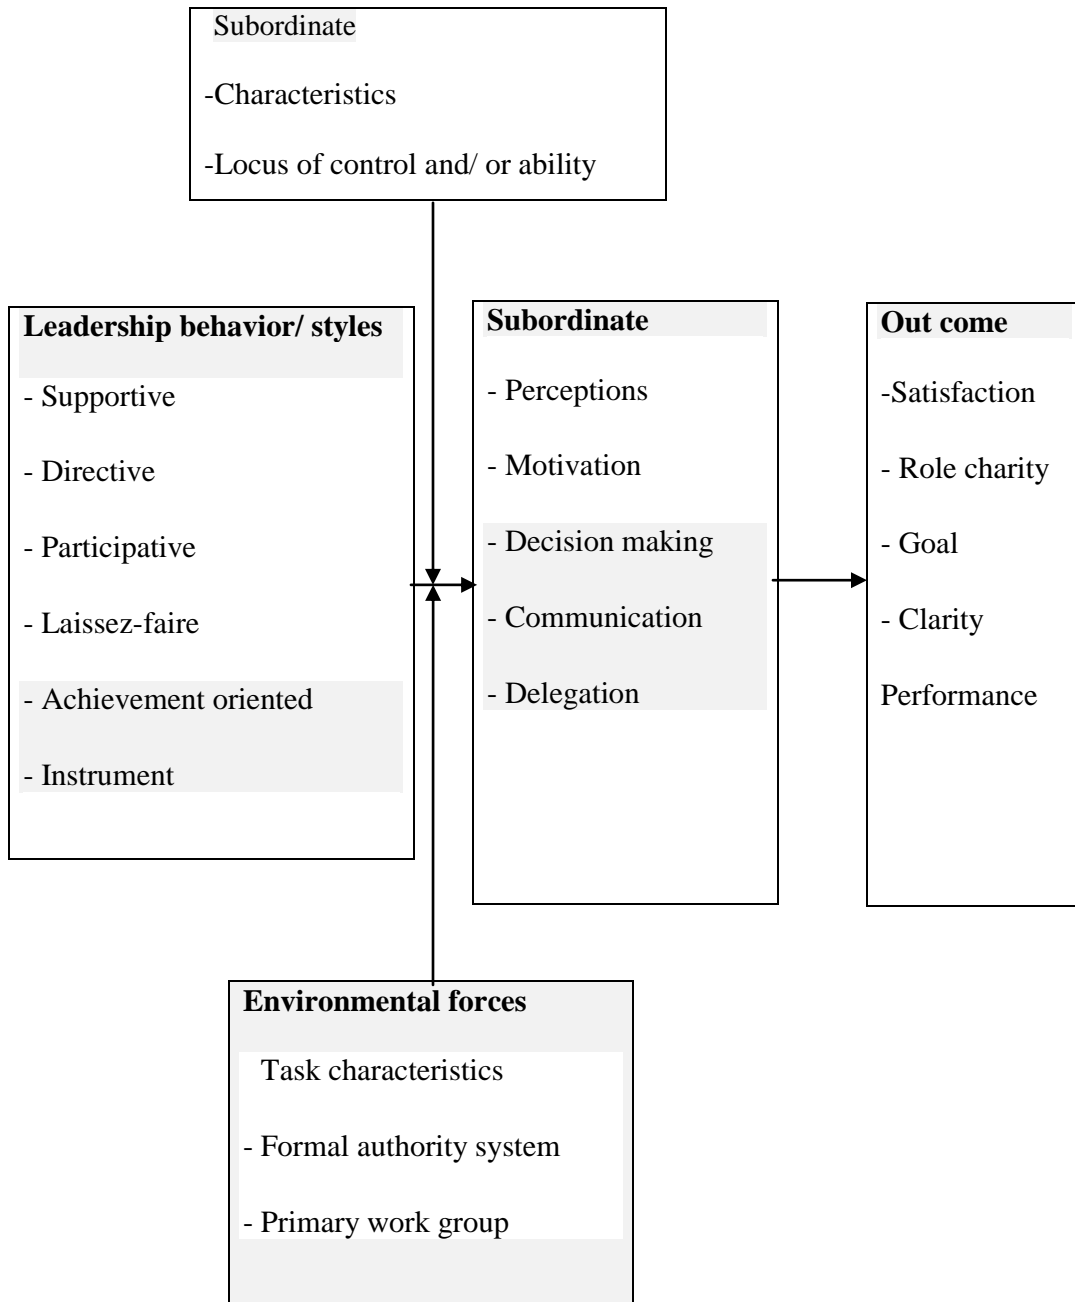 Subordinate
-Characteristics
-Locus of control and/ or ability
Leadership behavior/ styles
- Supportive
- Directive
- Participative
- Laissez-faire
- Achievement oriented
- Instrument
Subordinate
- Perceptions
- Motivation
- Decision making
- Communication
- Delegation
Out come
-Satisfaction
- Role charity
- Goal
- Clarity
Performance
Environmental forces
Task characteristics
- Formal authority system
- Primary work group